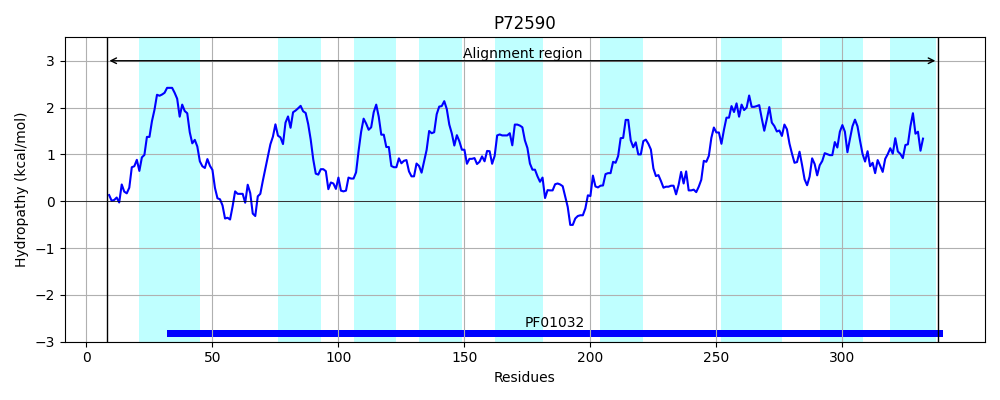 P72590
Alignment region
3
2
1
0
−1
−2
−3
Hydropathy (kcal/mol)
PF01032
0 50 100 150 200 250 300
Residues